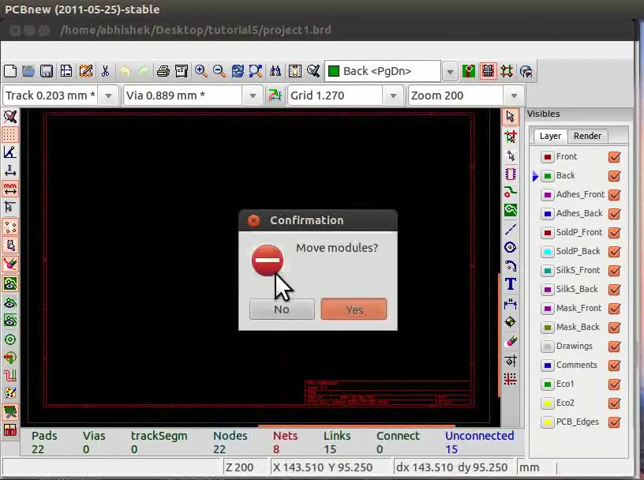 PCBnew (2011-05-25)-stable
/home/abhishek/Desktop/tutorial5/project1.brd
Back <PgDn>
Track 0.203 mm *
Via 0.889 mm *
Grid 1.270
Zoom 200
Visibles
Layer
Render
Front
Back
Adhes_Front
Adhes_Back
SoldP_Front
SoldP_Back
SilkS_Front
SilkS_Back
Mask_Front
Mask_Back
Drawings
Comments
Eco1
Eco2
PCB_Edges
Confirmation
Move modules?
No
Yes
Pads Vias trackSegm Nodes Nets Links Connect Unconnected
22 0 0 22 8 15 0 15
Z 200 X 143.510 Y 95.250 dx 143.510 dy 95.250 mm